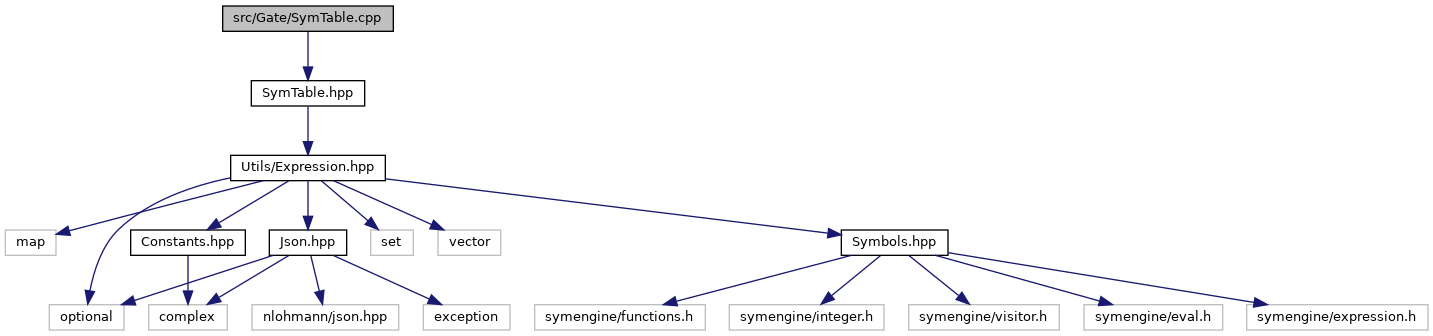 src/Gate/SymTable.cpp
SymTable.hpp
Utils/Expression.hpp
map
Constants.hpp
Json.hpp
set
vector
Symbols.hpp
optional
complex
nlohmann/json.hpp
exception
symengine/functions.h
symengine/integer.h
symengine/visitor.h
symengine/eval.h
symengine/expression.h